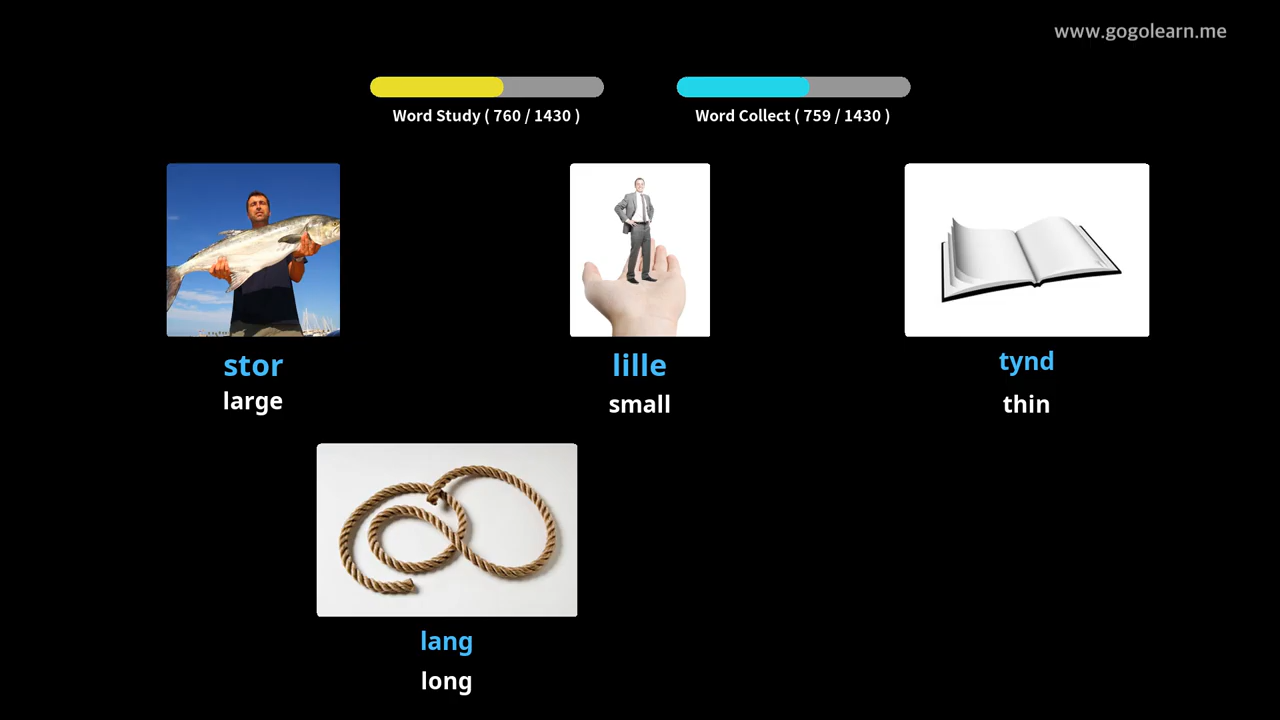 www.gogolearn.me
Word Study ( 760 / 1430 )
Word Collect ( 759 / 1430 )
stor
large
lille
small
tynd
thin
lang
long